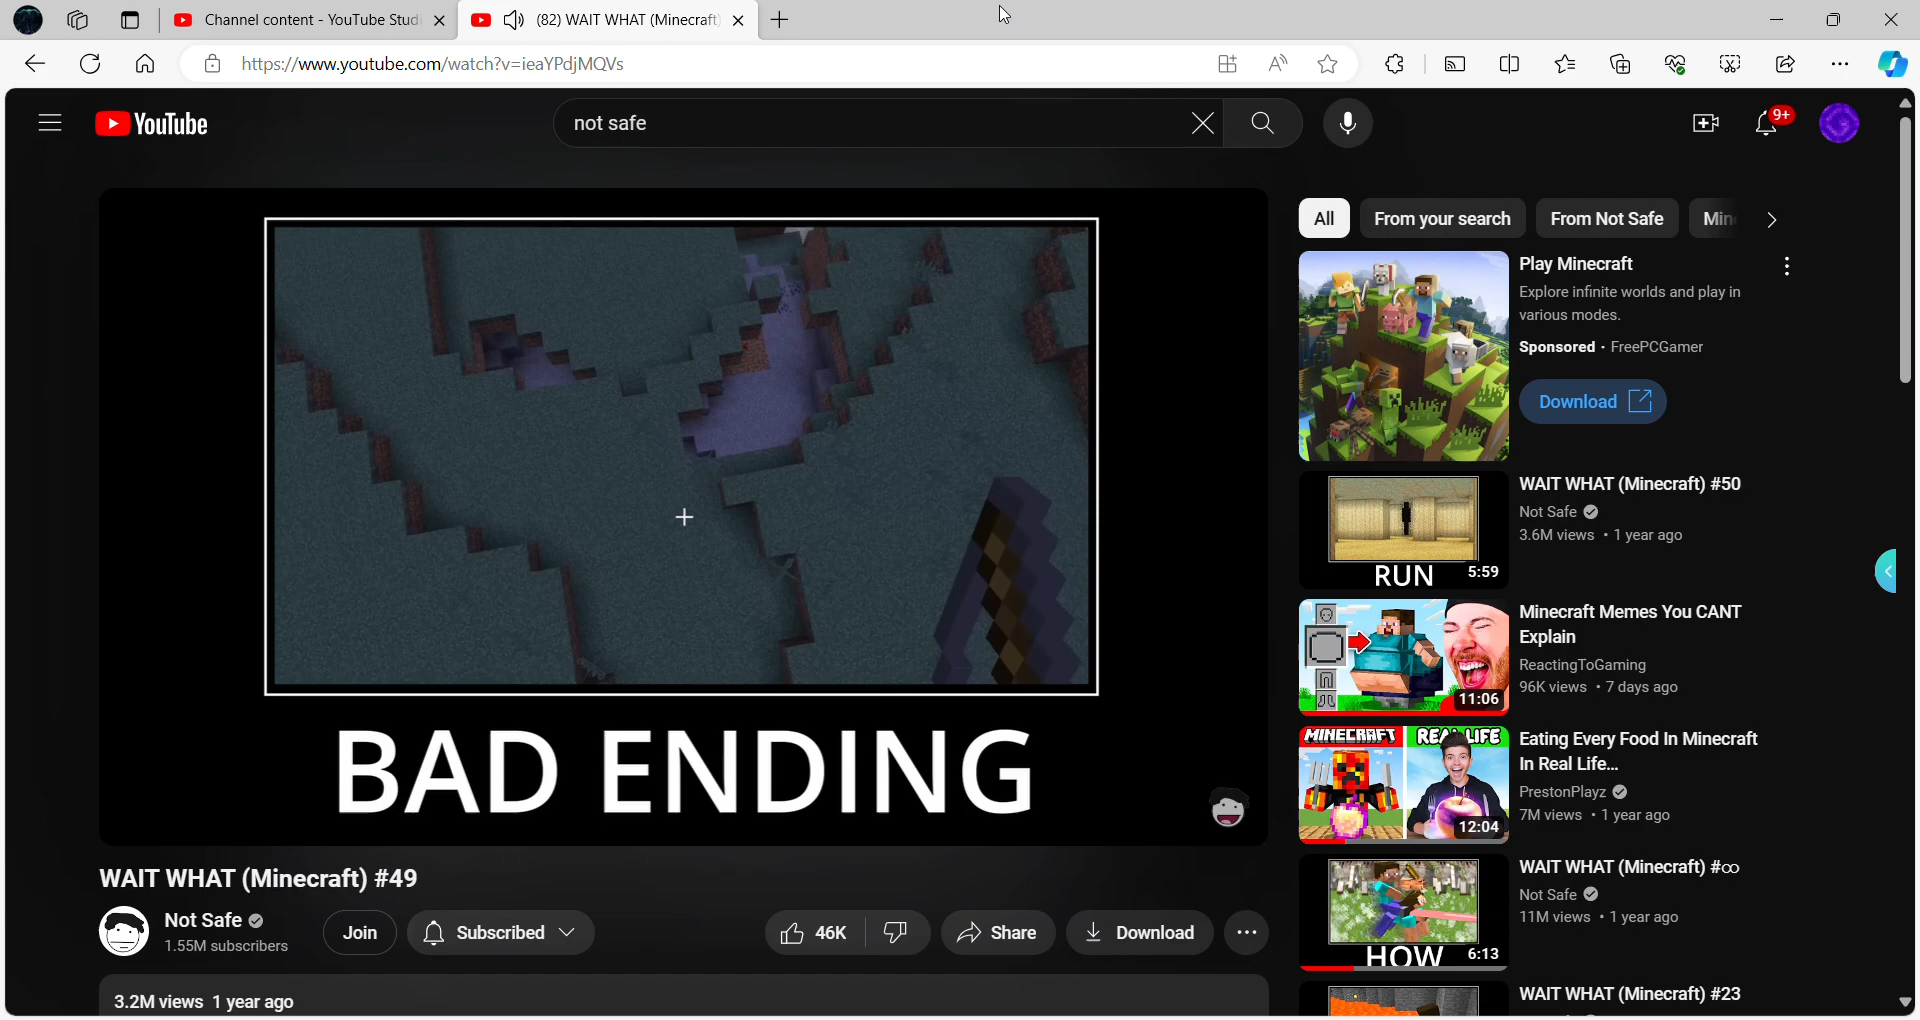 Channel content - YouTube Studi
(82) WAIT WHAT (Minecraft
https://www.youtube.com/watch?v=ieaYPdjMQVs
YouTube
not safe
9+
All
From your search
From Not Safe
Play Minecraft
Explore infinite worlds and play in
various modes.
Sponsored · FreePCGamer
Download
BAD ENDING
WAIT WHAT (Minecraft) #50
Not Safe
3.6M views • 1 year ago
RUN
5:59
Minecraft Memes You CANT
Explain
ReactingToGaming
96K views • 7 days ago
11:06
MINECRAFT
REAL LIFE
Eating Every Food In Minecraft
In Real Life...
PrestonPlayz
7M views • 1 year ago
12:04
WAIT WHAT (Minecraft) #∞
Not Safe
11M views • 1 year ago
HOW
6:13
WAIT WHAT (Minecraft) #23
WAIT WHAT (Minecraft) #49
Not Safe
1.55M subscribers
Join
Subscribed
46K
Share
Download
3.2M views 1 year ago